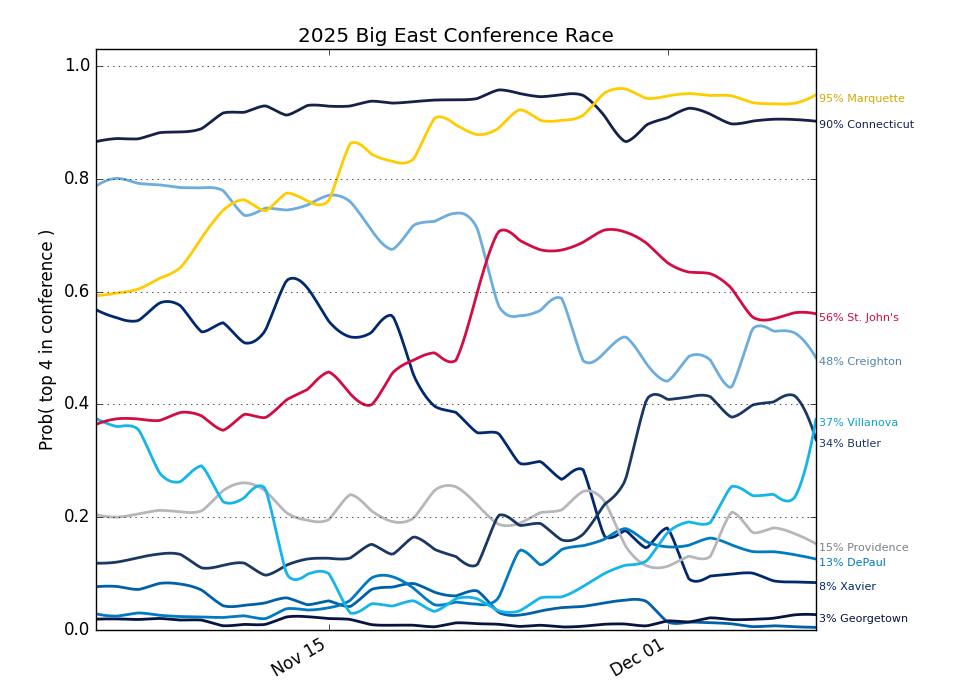 2025 Big East Conference Race
Prob( top 4 in conference )
1.0
0.8
0.6
0.4
0.2
0.0
Nov 15
Dec 01
95% Marquette
90% Connecticut
56% St. John's
48% Creighton
37% Villanova
34% Butler
15% Providence
13% DePaul
8% Xavier
3% Georgetown